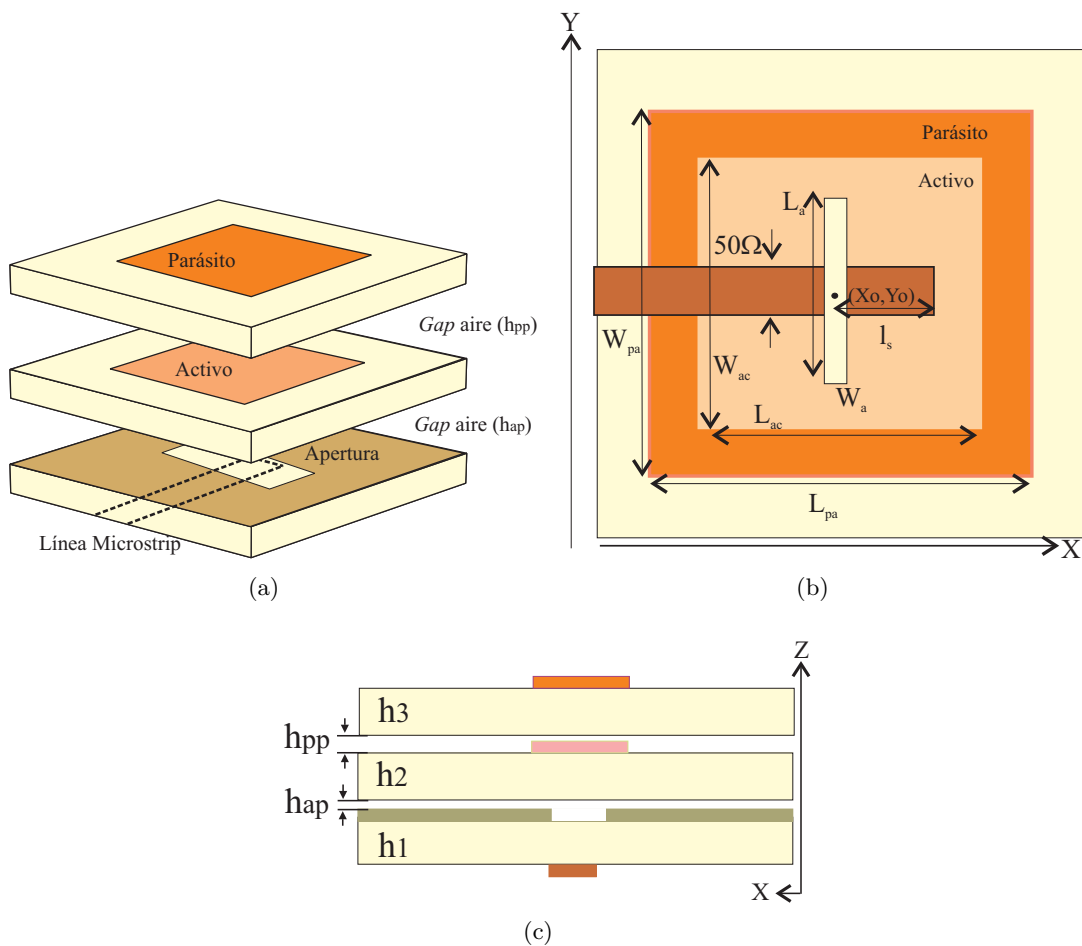 Parásito
Gap aire (hpp)
Activo
Gap aire (hap)
Apertura
Línea Microstrip
(a)
Y
Parásito
Activo
La
50Ω
(Xo,Yo)
ls
Wpa
Wac
Wa
Lac
Lpa
X
(b)
Z
h3
hpp
h2
hap
h1
X
(c)